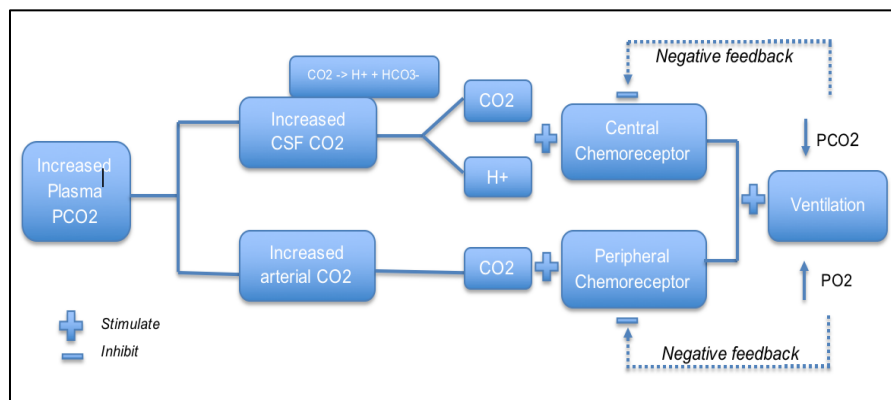 CO2 -> H+ + HCO3-
Negative feedback
Increased
Plasma
PCO2
Increased
CSF CO2
CO2
H+
Central
Chemoreceptor
PCO2
Ventilation
Increased
arterial CO2
CO2
Peripheral
Chemoreceptor
PO2
Stimulate
Inhibit
Negative feedback